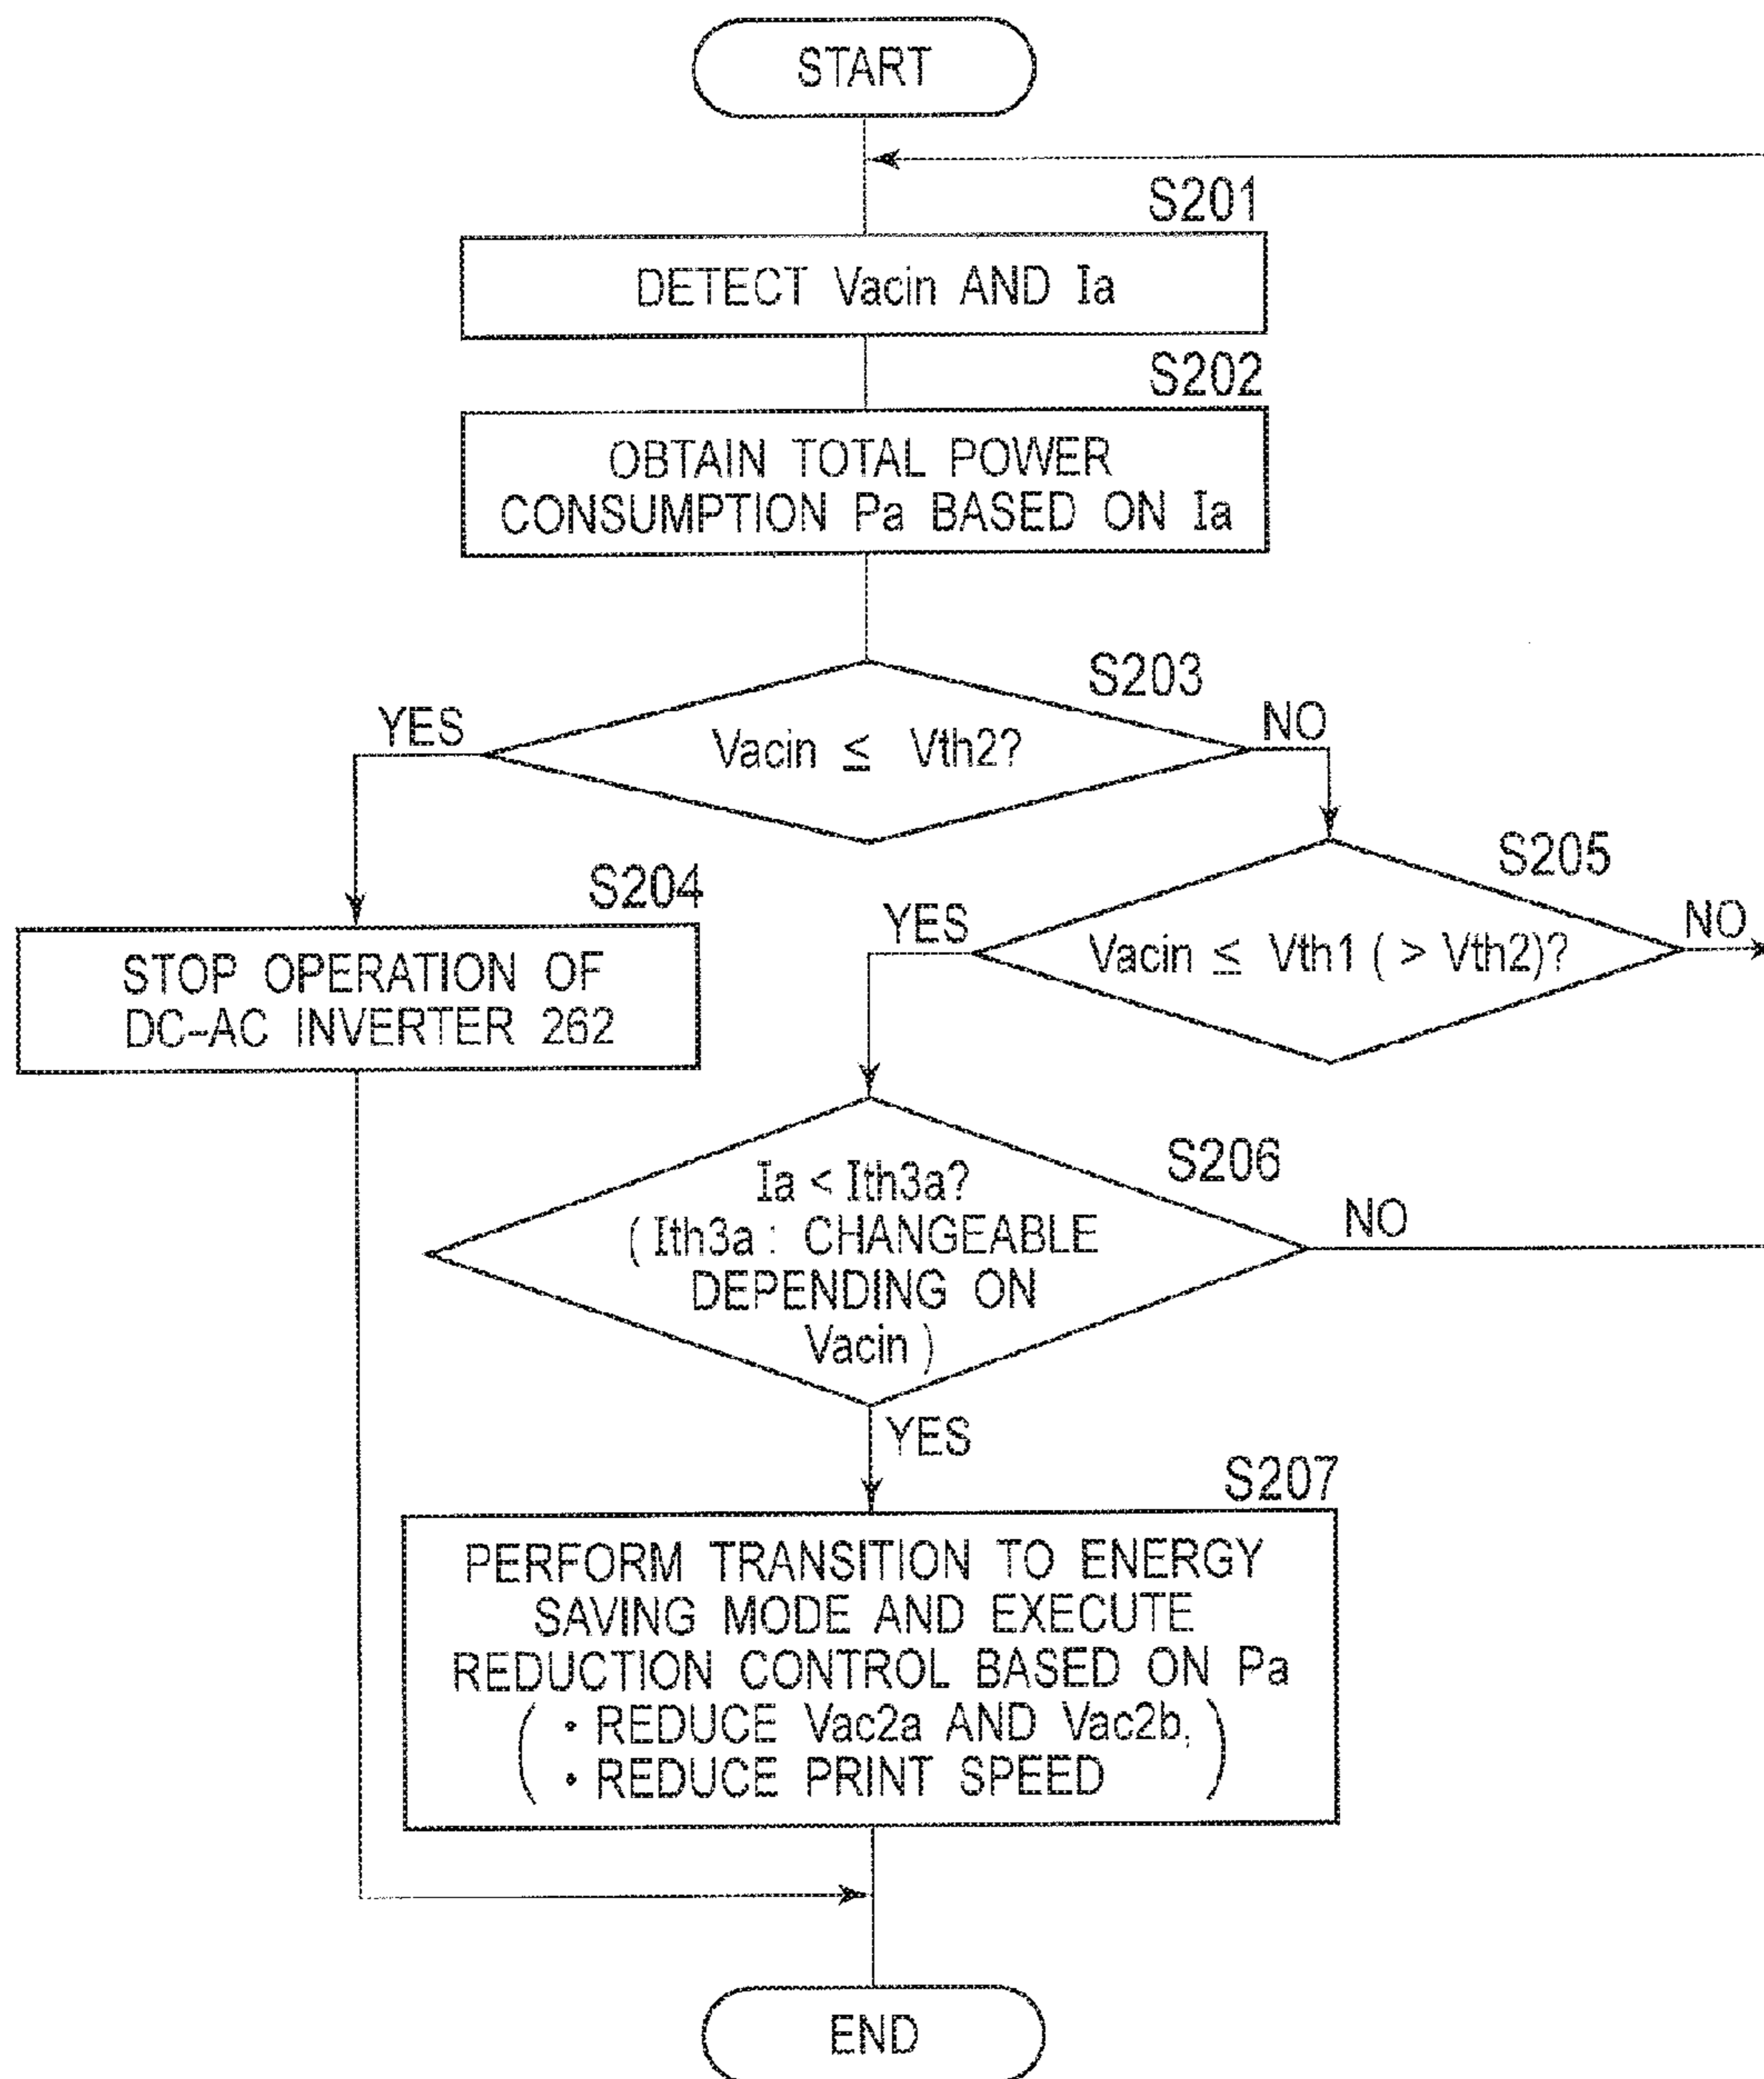 START
S201
DETECT Vacin AND Ia
S202
OBTAIN TOTAL POWER
CONSUMPTION Pa BASED ON Ia
S203
YES
NO
Vacin ≦ Vth2?
S204
STOP OPERATION OF
DC-AC INVERTER 262
S205
YES
NO
Vacin ≦ Vth1 ( > Vth2)?
S206
Ia < Ith3a?
( Ith3a : CHANGEABLE
DEPENDING ON
Vacin )
NO
YES
S207
PERFORM TRANSITION TO ENERGY
SAVING MODE AND EXECUTE
REDUCTION CONTROL BASED ON Pa
( • REDUCE Vac2a AND Vac2b,
• REDUCE PRINT SPEED )
END